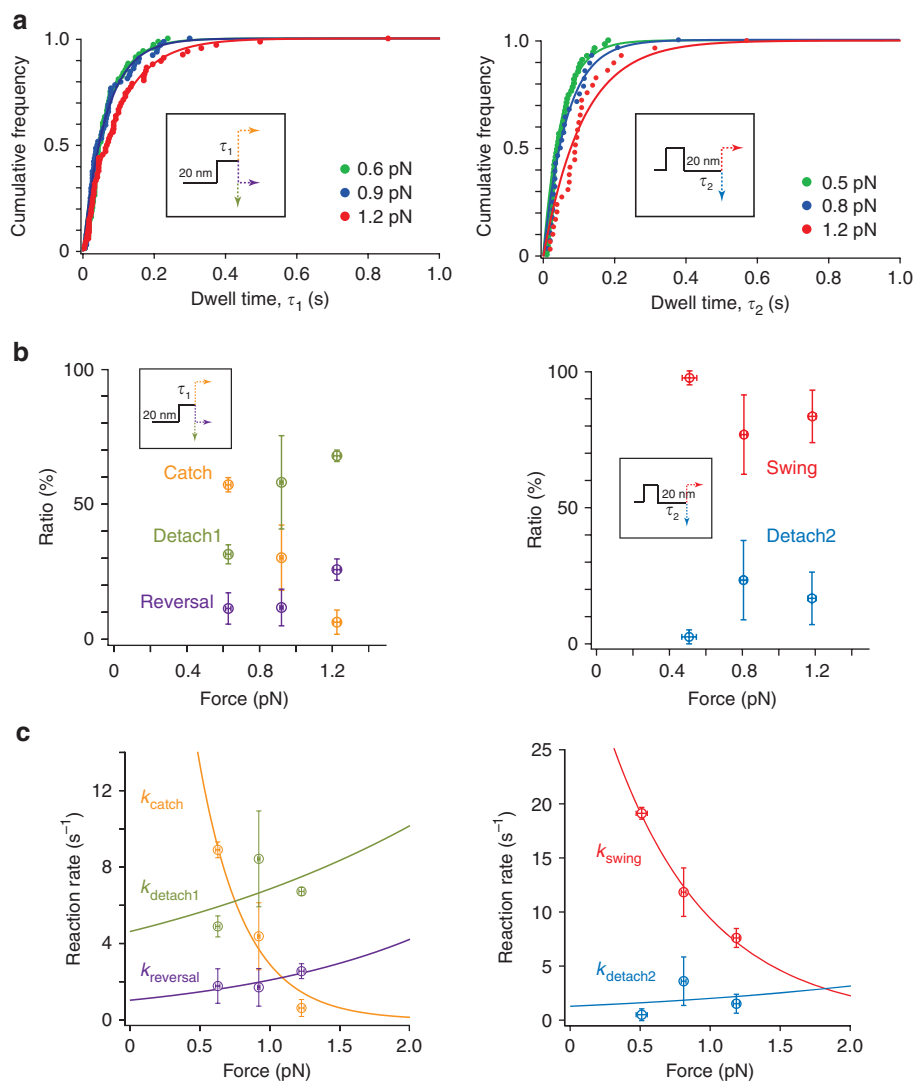 a
Cumulative frequency
1.0
0.5
0
0
0.2
0.4
0.6
0.8
1.0
Dwell time, τ1 (s)
20 nm
τ1
0.6 pN
0.9 pN
1.2 pN
Cumulative frequency
1.0
0.5
0
0
0.2
0.4
0.6
0.8
1.0
Dwell time, τ2 (s)
20 nm
τ2
0.5 pN
0.8 pN
1.2 pN
b
Ratio (%)
100
50
0
0
0.4
0.8
1.2
Force (pN)
20 nm
τ1
Catch
Detach1
Reversal
Ratio (%)
100
50
0
0
0.4
0.8
1.2
Force (pN)
20 nm
τ2
Swing
Detach2
c
Reaction rate (s−1)
12
8
4
0
0
0.5
1.0
1.5
2.0
Force (pN)
kcatch
kdetach1
kreversal
Reaction rate (s−1)
25
20
15
10
5
0
0
0.5
1.0
1.5
2.0
Force (pN)
kswing
kdetach2